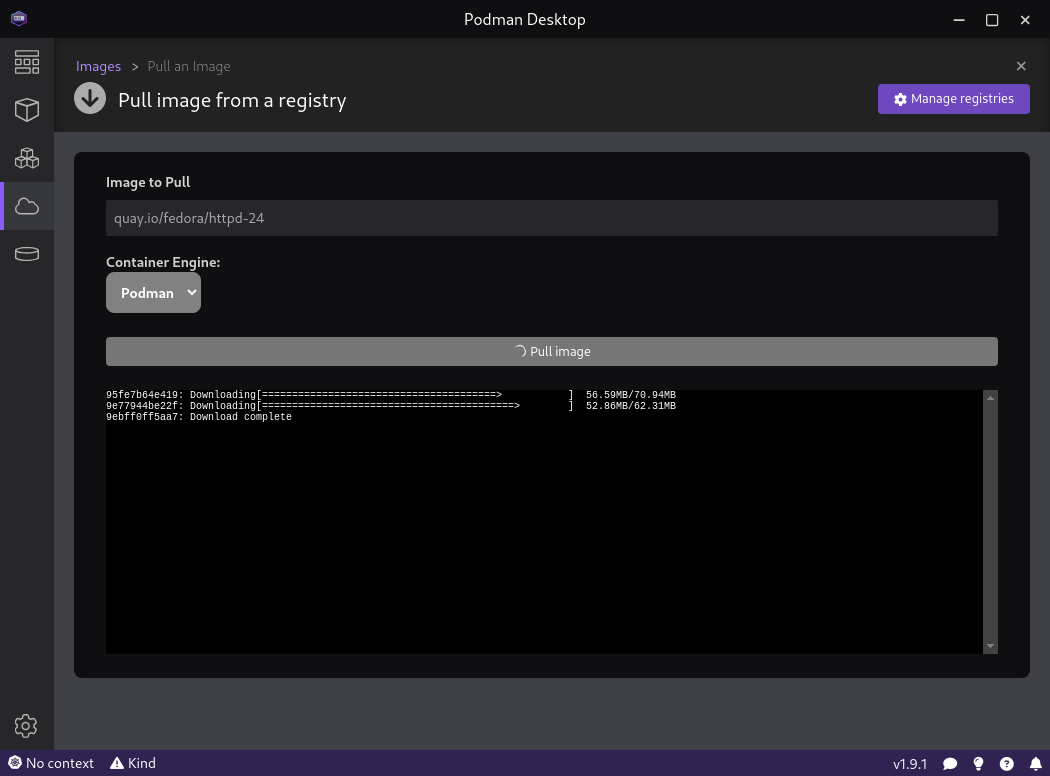 Podman Desktop
Images > Pull an Image
Pull image from a registry
Manage registries
Image to Pull
quay.io/fedora/httpd-24
Container Engine:
Podman
Pull image
95fe7b64e419: Downloading[=======================================>           ]  56.59MB/70.94MB
9e77944be22f: Downloading[==========================================>        ]  52.86MB/62.31MB
9ebff0ff5aa7: Download complete
No context
Kind
v1.9.1